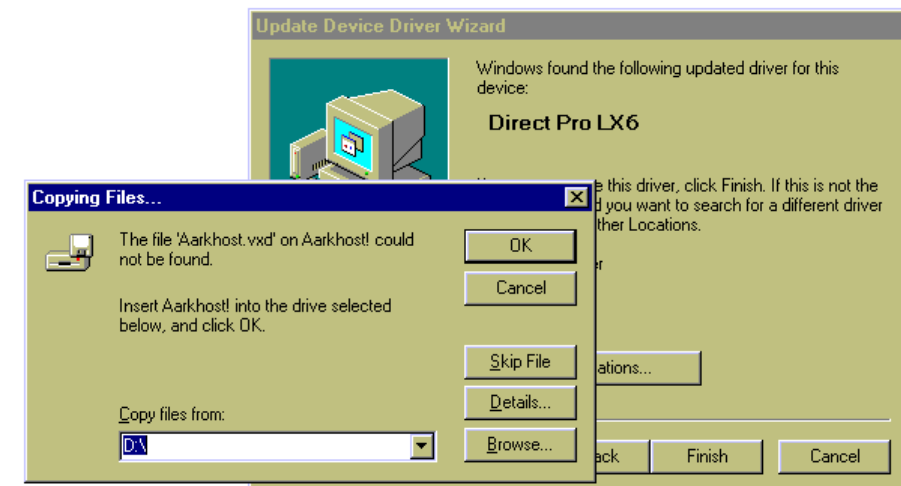 Update Device Driver Wizard
Windows found the following updated driver for this
device:
Direct Pro LX6
e this driver, click Finish. If this is not the
you want to search for a different driver
ther Locations.
ations...
ack
Finish
Cancel
Copying Files...
The file 'Aarkhost.vxd' on Aarkhost! could
not be found.
Insert Aarkhost! into the drive selected
below, and click OK.
Copy files from:
D:\
OK
Cancel
Skip File
Details...
Browse...